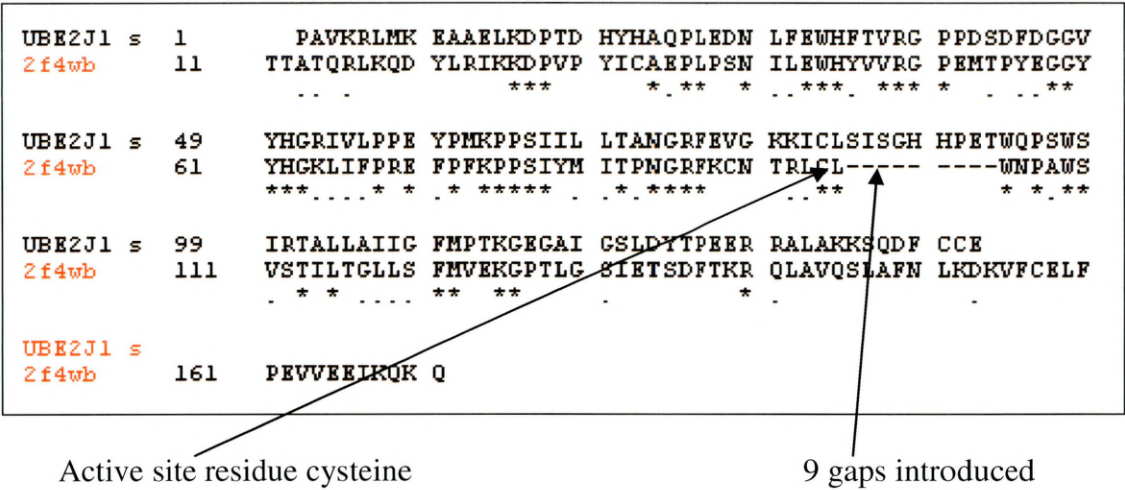 UBE2J1 s 1 PAVKRLMK EAAELKDPTD HYHAQPLEDN LFEWHFTVRG PPDSDFDGGV
2f4wb 11 TTATQRLKQD YLRIKKDPVP YICAEPLPSN ILEWHYVVRG PEMTPYEGGY
.. . *** *.** * ..***. *** * . .**
UBE2J1 s 49 YHGRIVLPPE YPMKPPSIIL LTANGRFEVG KKICLSISGH HPETWQPSWS
2f4wb 61 YHGKLIFPRE FPFKPPSIYM ITPNGRFKCN TRLCL----- ----WNPAWS
***.... * * .* ***** . .*.**** ..** * *.**
UBE2J1 s 99 IRTALLAIIG FMPTKGEGAI GSLDYTPEER RALAKKSQDF CCE
2f4wb 111 VSTILTGLLS FMVEKGPTLG SIETSDFTKR QLAVQSLAFN LKDKVFCELF
. * * .... ** ** . * . .
UBE2J1 s
2f4wb 161 PEVVEEIKQK Q
Active site residue cysteine 9 gaps introduced